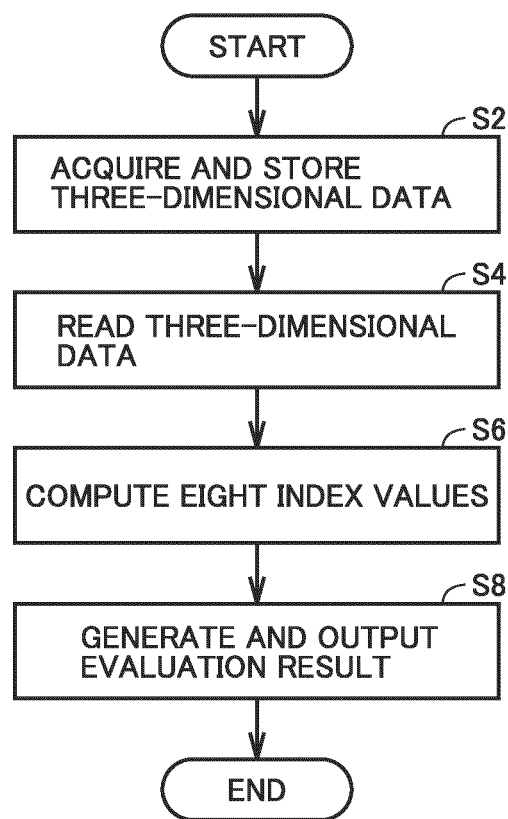 START
S2
ACQUIRE AND STORE
THREE-DIMENSIONAL DATA
S4
READ THREE-DIMENSIONAL
DATA
S6
COMPUTE EIGHT INDEX VALUES
S8
GENERATE AND OUTPUT
EVALUATION RESULT
END